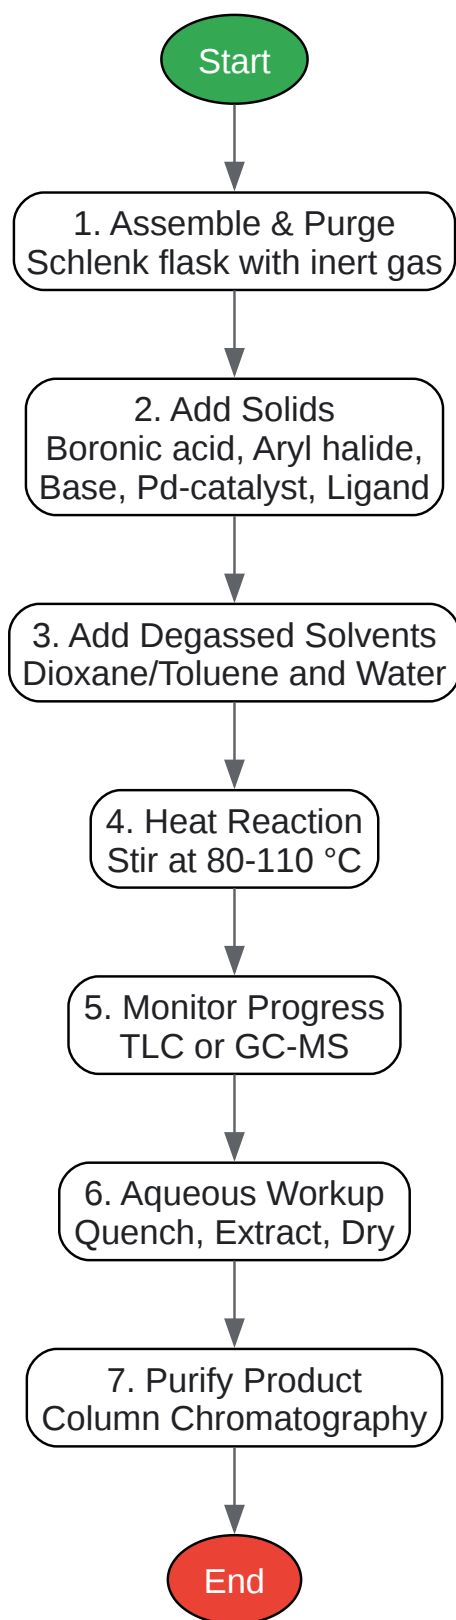 Start
1. Assemble & Purge
Schlenk flask with inert gas
2. Add Solids
Boronic acid, Aryl halide,
Base, Pd-catalyst, Ligand
3. Add Degassed Solvents
Dioxane/Toluene and Water
4. Heat Reaction
Stir at 80-110 °C
5. Monitor Progress
TLC or GC-MS
6. Aqueous Workup
Quench, Extract, Dry
7. Purify Product
Column Chromatography
End